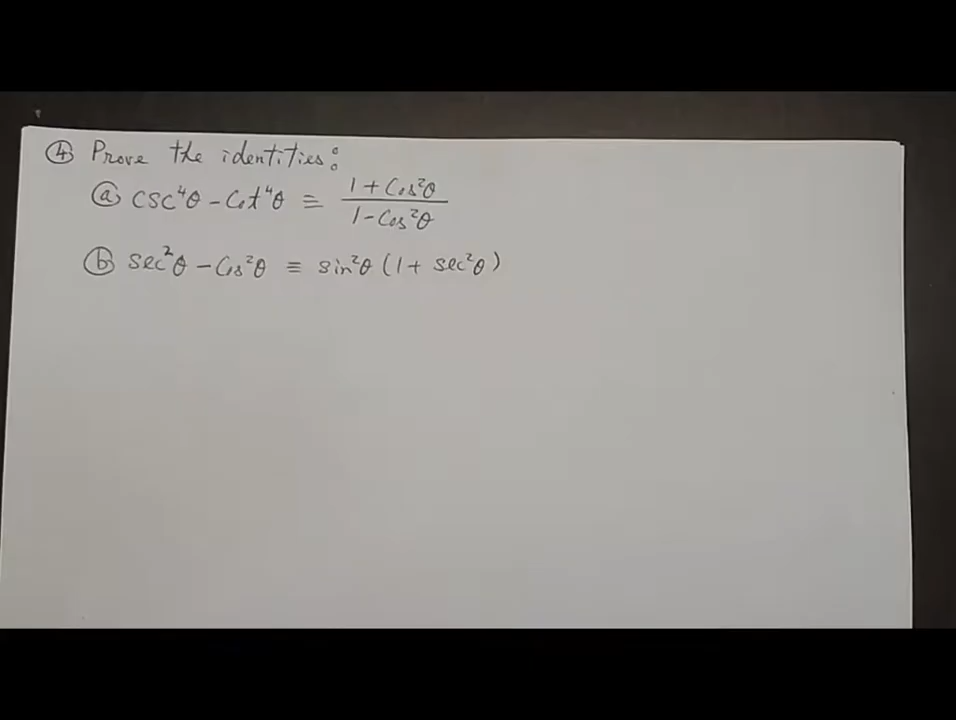 ④ Prove the identities:
ⓐ csc⁴θ - Cot⁴θ ≡ (1 + Cos²θ)/(1 - Cos²θ)
ⓑ sec²θ - Cos²θ ≡ sin²θ (1 + sec²θ)